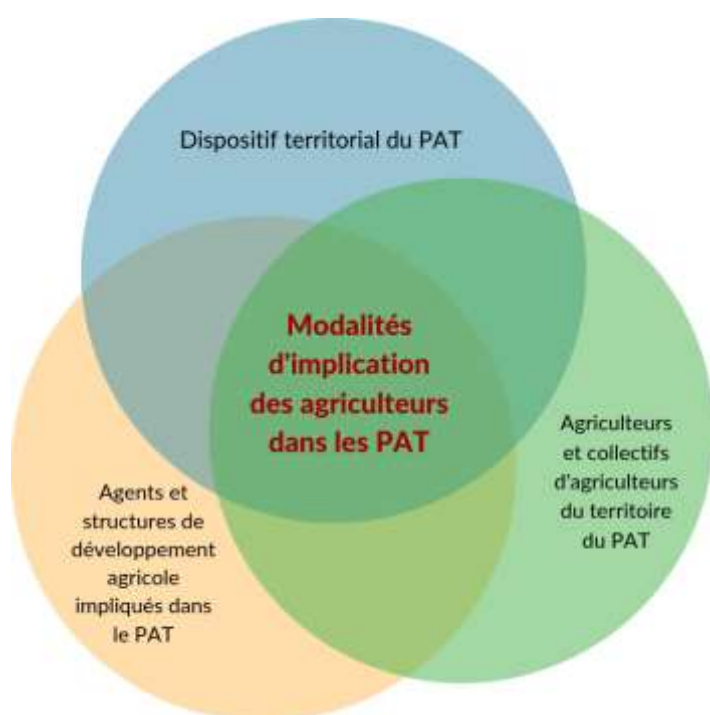 Dispositif territorial du PAT
Modalités
d'implication
des agriculteurs
dans les PAT
Agriculteurs
et collectifs
d'agriculteurs
du territoire
du PAT
Agents et
structures de
développement
agricole
impliqués dans
le PAT